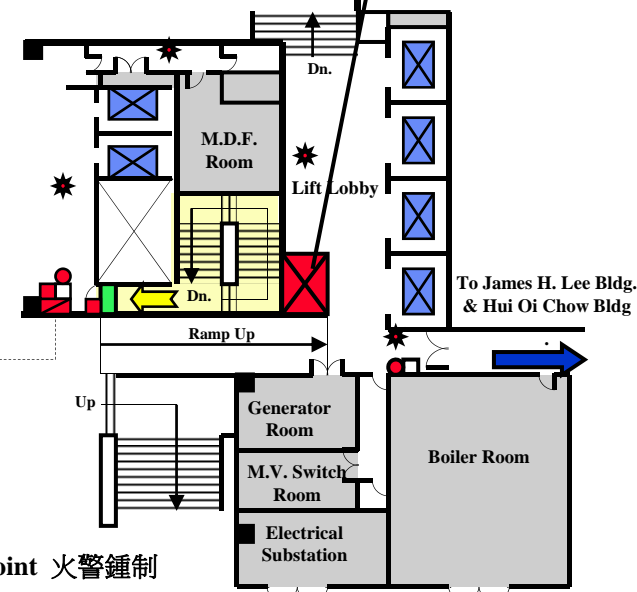 Dn.
M.D.F.
Room
Lift Lobby
Dn.
To James H. Lee Bldg.
& Hui Oi Chow Bldg
.
Ramp Up
Up
Generator
Room
Boiler Room
M.V. Switch
Room
Electrical
Substation
oint 火警鍾制